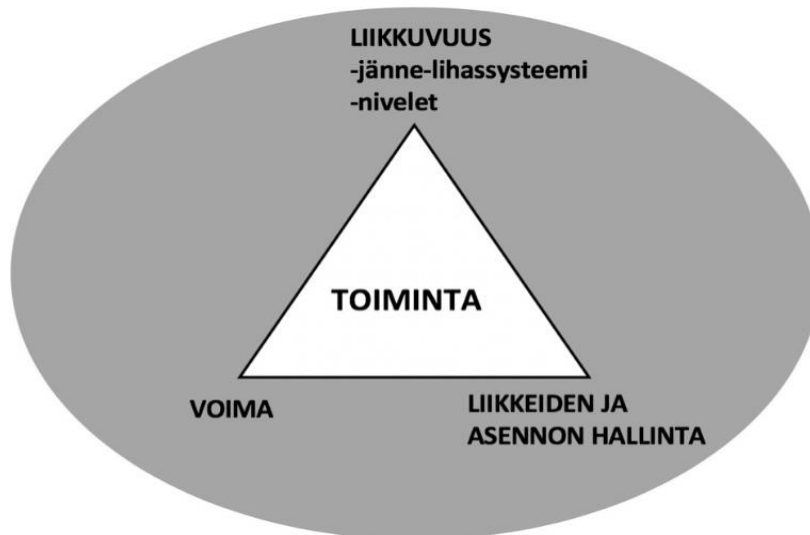 LIIKKUVUUS
-jänne-lihassysteemi
-nivelet
TOIMINTA
VOIMA
LIIKKEIDEN JA
ASENNON HALLINTA